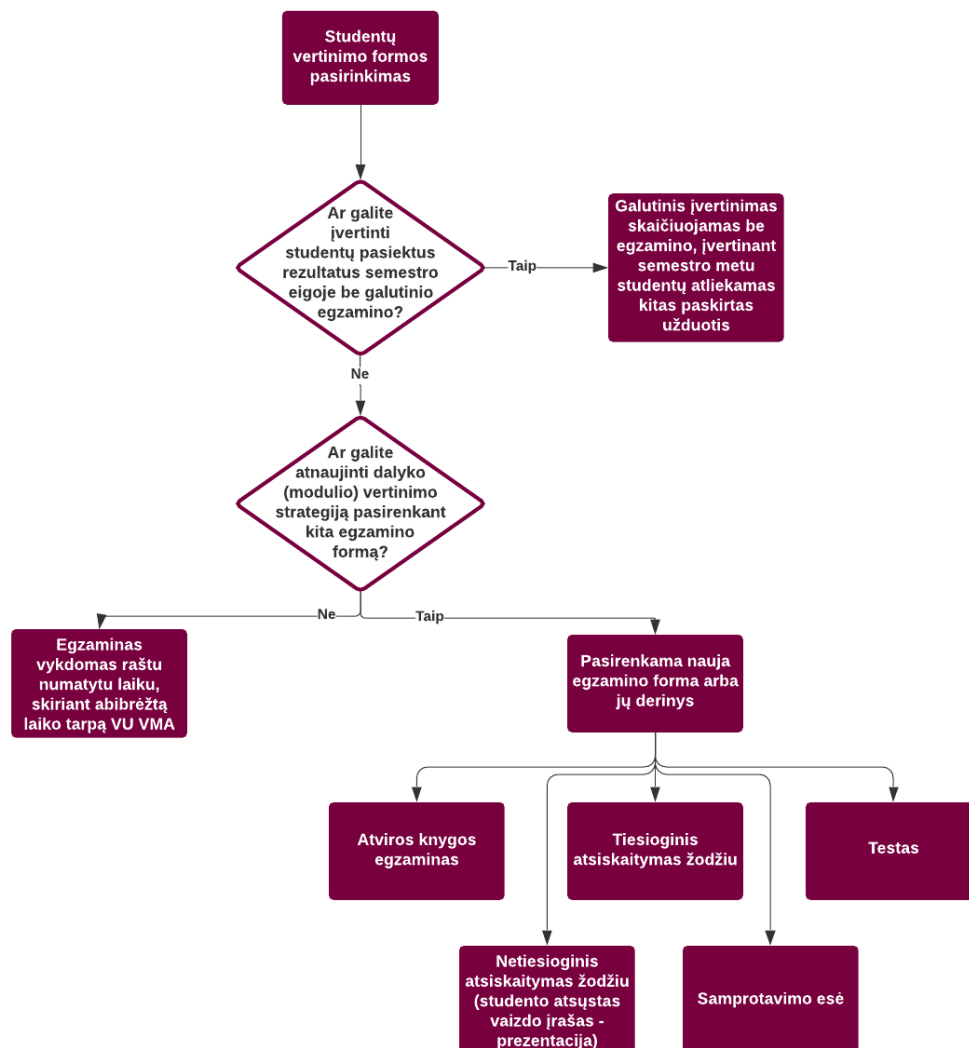 Studentų
vertinimo formos
pasirinkimas
Ar galite
įvertinti
studentų pasiektus
rezultatus semestro
eigoje be galutinio
egzamino?
Taip
Galutinis įvertinimas
skaičiuojamas be
egzamino, įvertinant
semestro metu
studentų atliekamas
kitas paskirtas
užduotis
Ne
Ar galite
atnaujinti dalyko
(modulio) vertinimo
strategiją pasirenkant
kita egzamino
formą?
Ne
Taip
Egzaminas
vykdomas raštu
numatytu laiku,
skiriant abibrėžtą
laiko tarpą VU VMA
Pasirenkama nauja
egzamino forma arba
jų derinys
Atviros knygos
egzaminas
Tiesioginis
atsiskaitymas žodžiu
Testas
Netiesioginis
atsiskaitymas žodžiu
(studento atsųstas
vaizdo įrašas -
prezentacija)
Samprotavimo esė